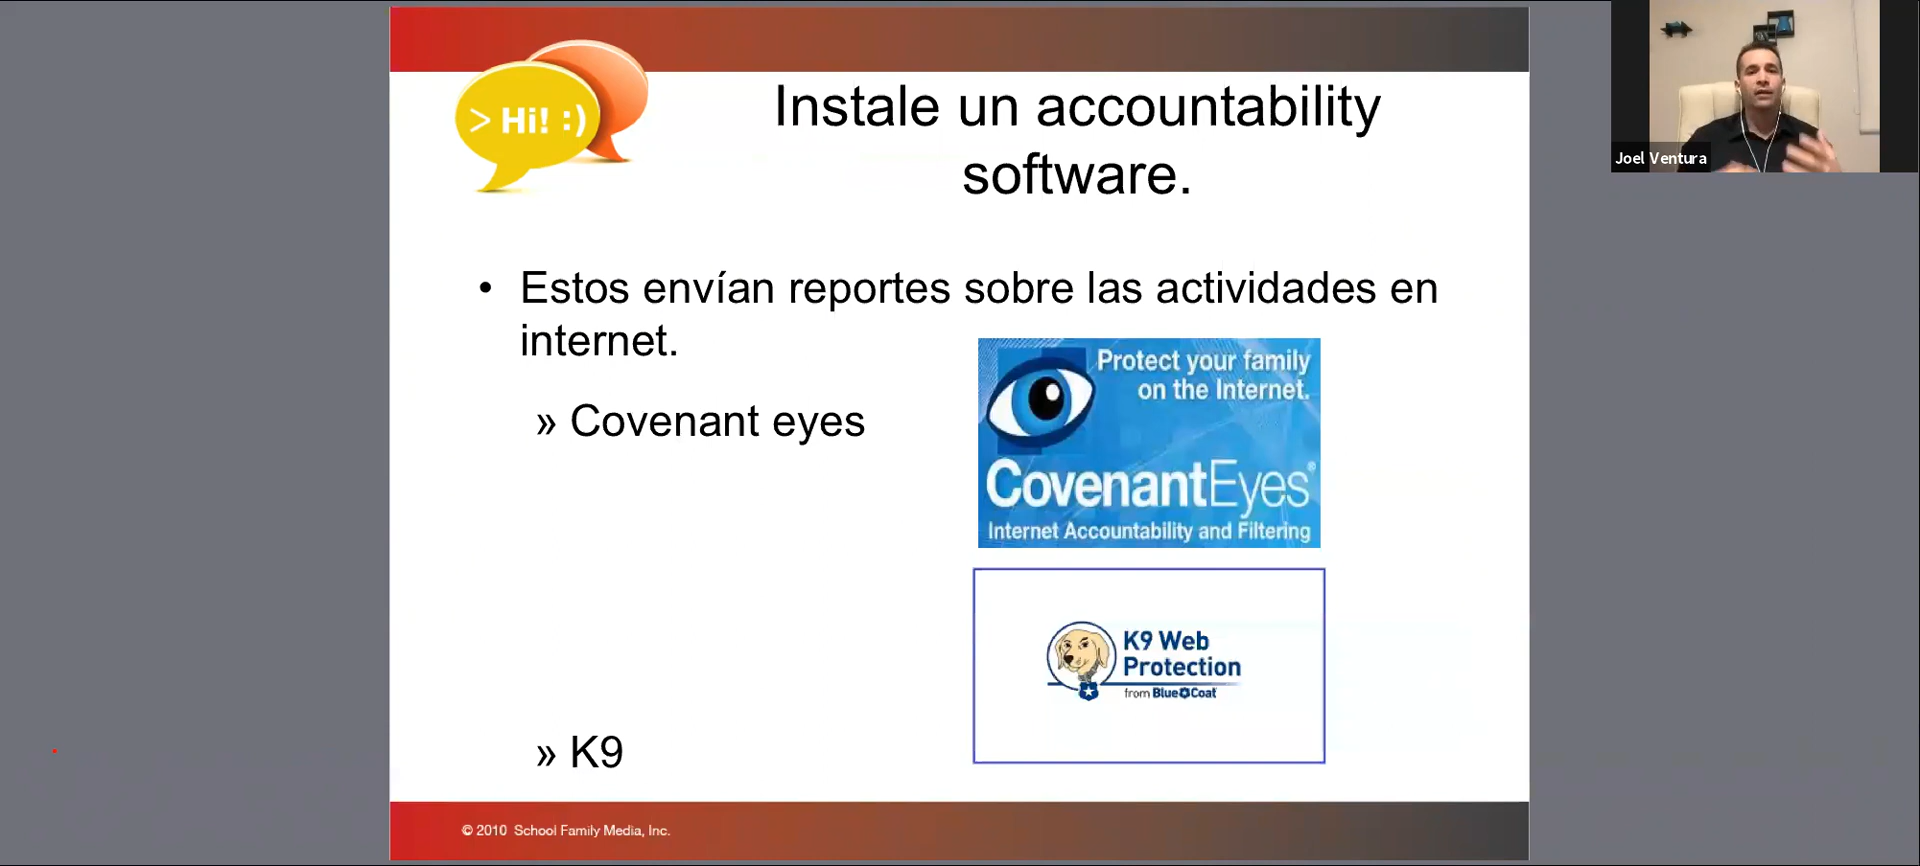 > Hi! :)
Instale un accountability
software.
• Estos envían reportes sobre las actividades en
internet.
» Covenant eyes
Protect your family
on the Internet.
CovenantEyes®
Internet Accountability and Filtering
K9 Web
Protection
from Blue Coat
» K9
© 2010 School Family Media, Inc.
Joel Ventura